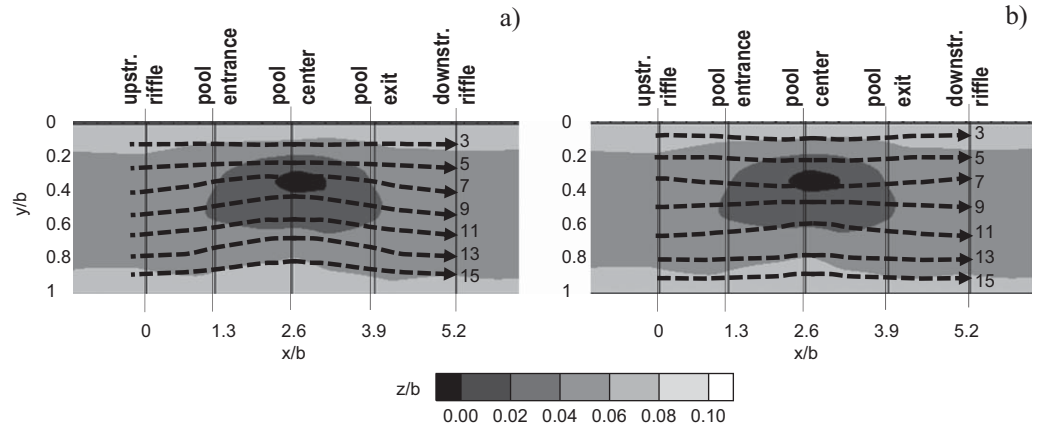 a)
upstr.
riffle
pool
entrance
pool
center
pool
exit
downstr.
riffle
0
0.2
0.4
0.6
0.8
1
y/b
3
5
7
9
11
13
15
0 1.3 2.6 3.9 5.2
x/b
b)
upstr.
riffle
pool
entrance
pool
center
pool
exit
downstr.
riffle
0
0.2
0.4
0.6
0.8
1
3
5
7
9
11
13
15
0 1.3 2.6 3.9 5.2
x/b
z/b
0.00 0.02 0.04 0.06 0.08 0.10